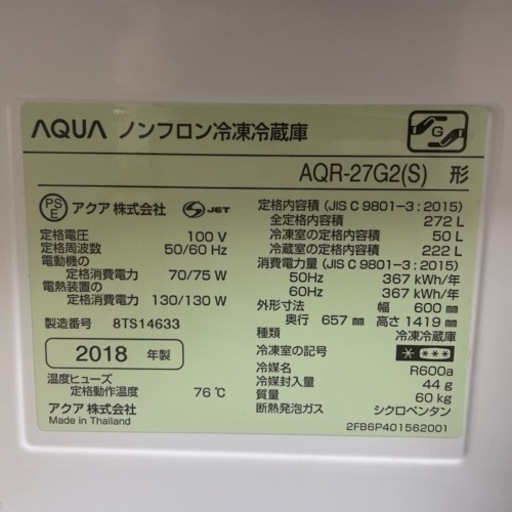 AQUA ノンフロン冷凍冷蔵庫
G
AQR-27G2(S) 形
PS E アクア株式会社 S JET
定格電圧 100 V
定格周波数 50/60 Hz
電動機の
定格消費電力 70/75 W
電熱装置の
定格消費電力 130/130 W
製造番号 8TS14633
2018 年製
温度ヒューズ
定格動作温度 76℃
アクア株式会社
Made in Thailand
定格内容積 (JIS C 9801-3 : 2015)
全定格内容積 272 L
冷凍室の定格内容積 50 L
冷蔵室の定格内容積 222 L
消費電力量 (JIS C 9801-3 : 2015)
50Hz 367 kWh/年
60Hz 367 kWh/年
外形寸法 幅 600 mm
奥行 657 mm 高さ 1419 mm
種類 冷凍冷蔵庫
冷凍室の記号
冷媒名 R600a
冷媒封入量 44 g
質量 60 kg
断熱発泡ガス シクロペンタン
2FB6P401562001